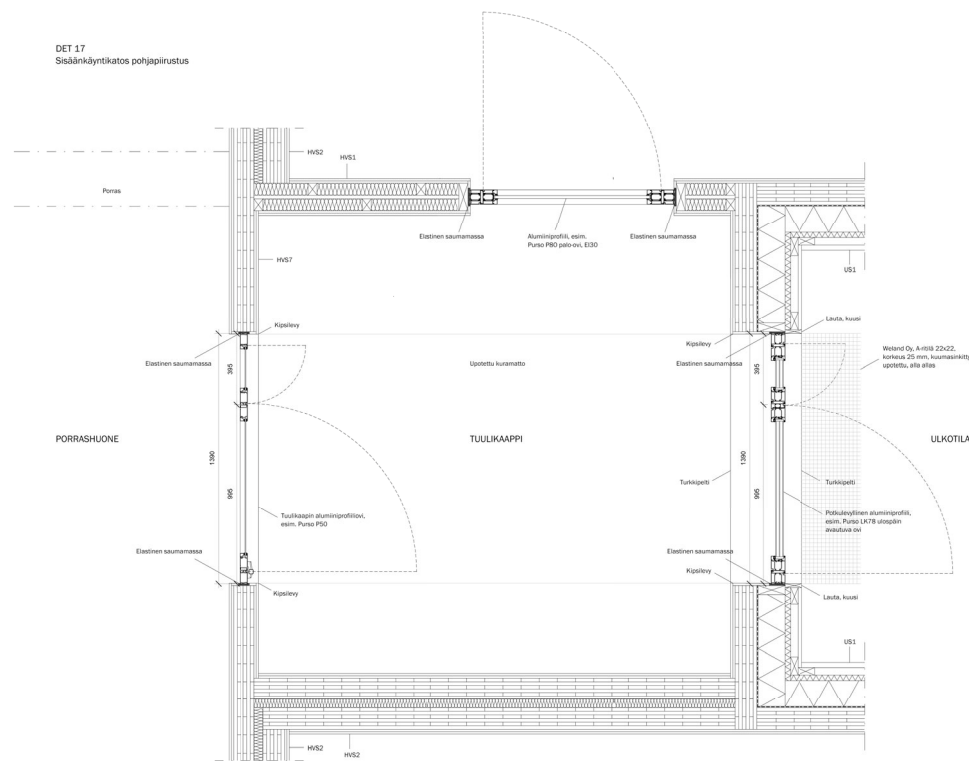 DET 17
Sisäänkäyntikatos pohjapiirustus
HVS2
HVS1
Porras
Elastinen saumamassa
Alumiiniprofiili, esim.
Purso P80 palo-ovi, EI30
Elastinen saumamassa
HVS7
US1
Kipsilevy
Lauta, kuusi
Kipsilevy
Elastinen saumamassa
395
Upotettu kuramatto
Elastinen saumamassa
395
Weland Oy, A-ritilä 22x22,
korkeus 25 mm, kuumasinkitty
upotettu, alla allas
PORRASHUONE
TUULIKAAPPI
ULKOTILA
1390
995
Turkkipelti
1390
995
Turkkipelti
Tuulikaapin alumiiniprofiiliovi,
esim. Purso P50
Potkulevyllinen alumiiniprofiili,
esim. Purso LK78 ulospäin
avautuva ovi
Elastinen saumamassa
Elastinen saumamassa
Kipsilevy
Kipsilevy
Lauta, kuusi
US1
HVS2
HVS2